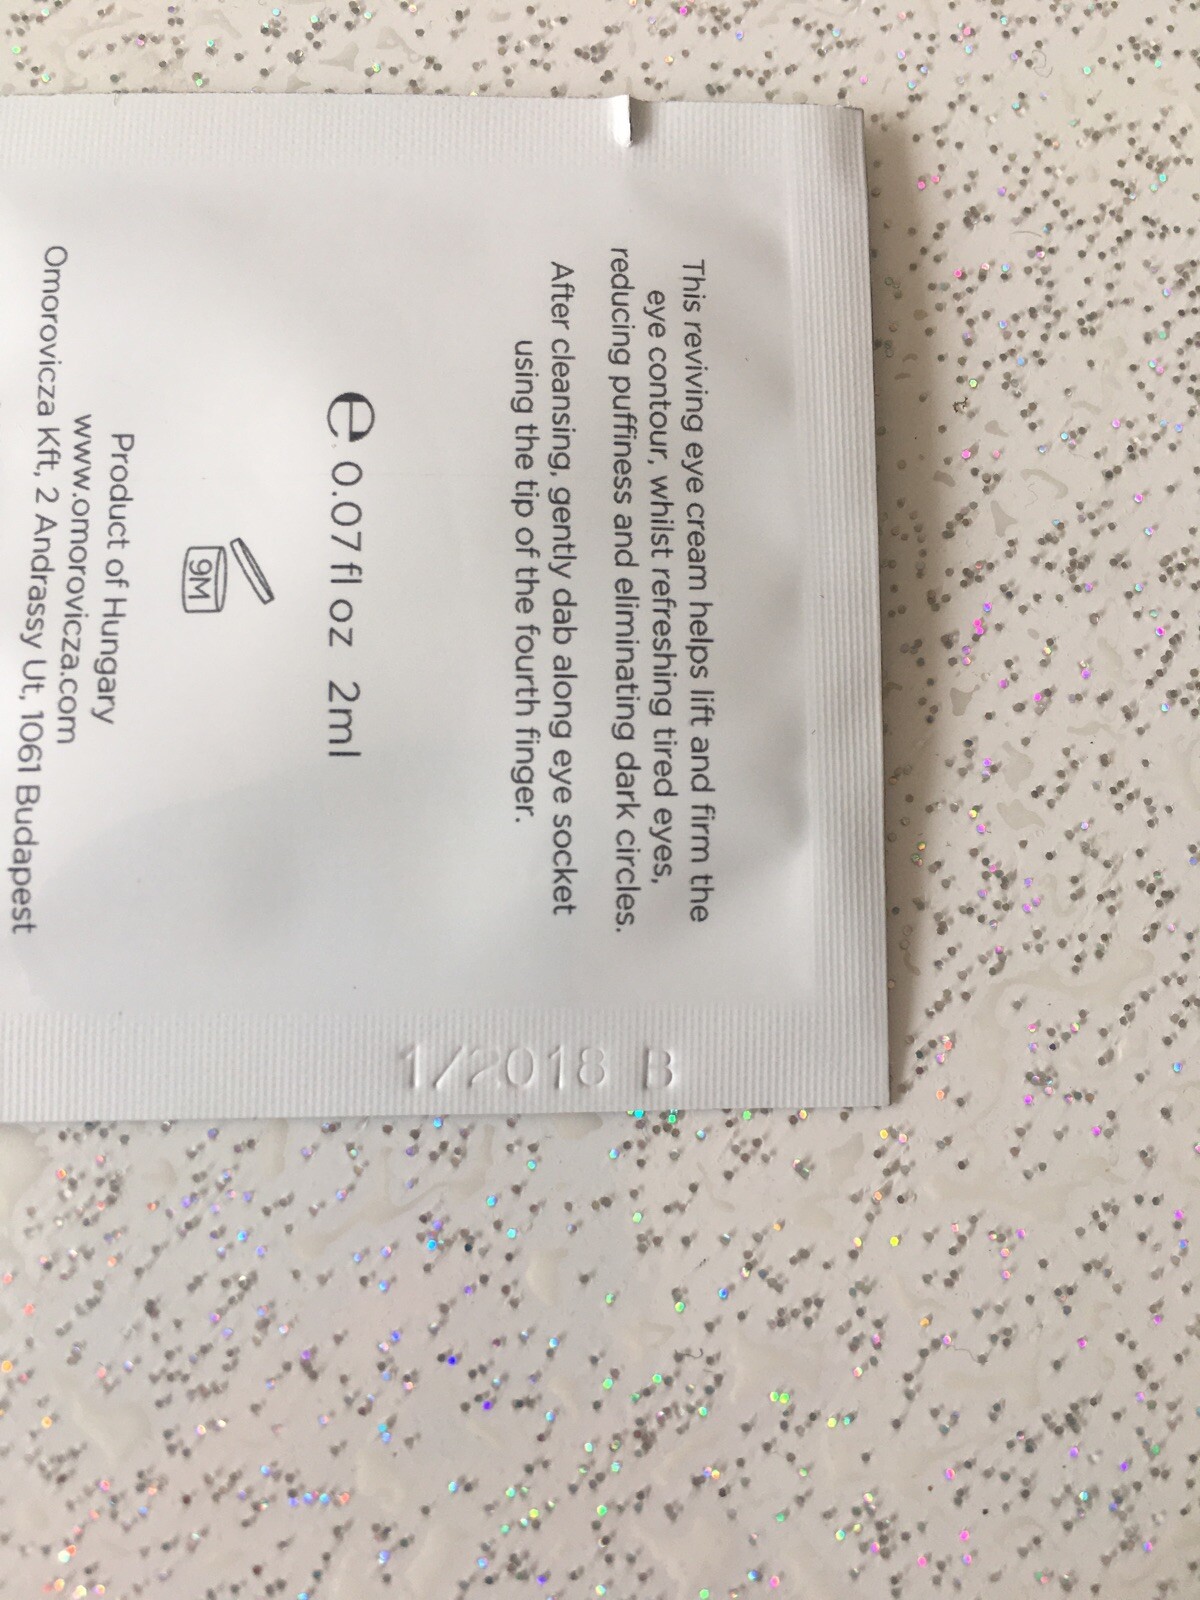 This reviving eye cream helps lift and firm the
eye contour, whilst refreshing tired eyes,
reducing puffiness and eliminating dark circles.
After cleansing, gently dab along eye socket
using the tip of the fourth finger.
e 0.07 fl oz 2ml
9M
Product of Hungary
www.omorovicza.com
Omorovicza Kft, 2 Andrassy Ut, 1061 Budapest
1/2018 B